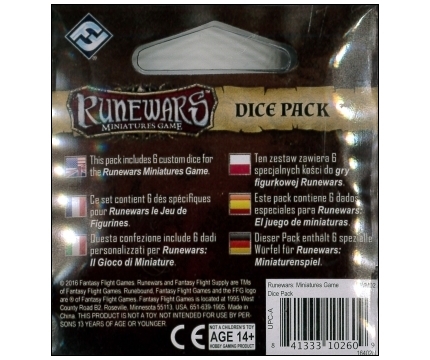 RUNEWARS
MINIATURES GAME
DICE PACK
This pack includes 6 custom dice for
the Runewars Miniatures Game.
Ten zestaw zawiera 6
specjalnych kości do gry
figurkowej Runewars.
Ce set contient 6 dés spécifiques
pour Runewars le Jeu de
Figurines.
Este pack contiene 6 dados
especiales para Runewars:
El juego de miniaturas.
Questa confezione include 6 dadi
personalizzati per Runewars:
Il Gioco di Miniature.
Dieser Pack enthält 6 spezielle
Würfel für Runewars:
Miniaturenspiel.
© 2016 Fantasy Flight Games. Runewars and Fantasy Flight Supply are TMs
of Fantasy Flight Games. Runebound, Fantasy Flight Games and the FFG logo
are ® of Fantasy Flight Games. Fantasy Flight Games is located at 1995 West
County Road B2, Roseville, Minnesota 55113, USA, 651-639-1905. Made in
China. THIS PRODUCT IS NOT A TOY. NOT INTENDED FOR USE BY PER-
SONS 13 YEARS OF AGE OR YOUNGER.
CE
NOT A CHILDREN'S TOY
AGE 14+
HOBBY GAMING PRODUCT
Runewars: Miniatures Game
Dice Pack
UPC-A
8 41333 10260 9